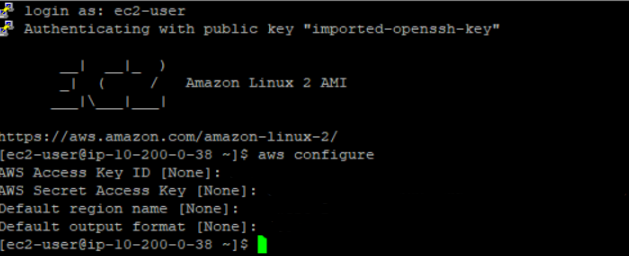 login as: ec2-user
Authenticating with public key "imported-openssh-key"
__|  __|_  )
_|  (     /   Amazon Linux 2 AMI
___|\___|___|
https://aws.amazon.com/amazon-linux-2/
[ec2-user@ip-10-200-0-38 ~]$ aws configure
AWS Access Key ID [None]:
AWS Secret Access Key [None]:
Default region name [None]:
Default output format [None]:
[ec2-user@ip-10-200-0-38 ~]$